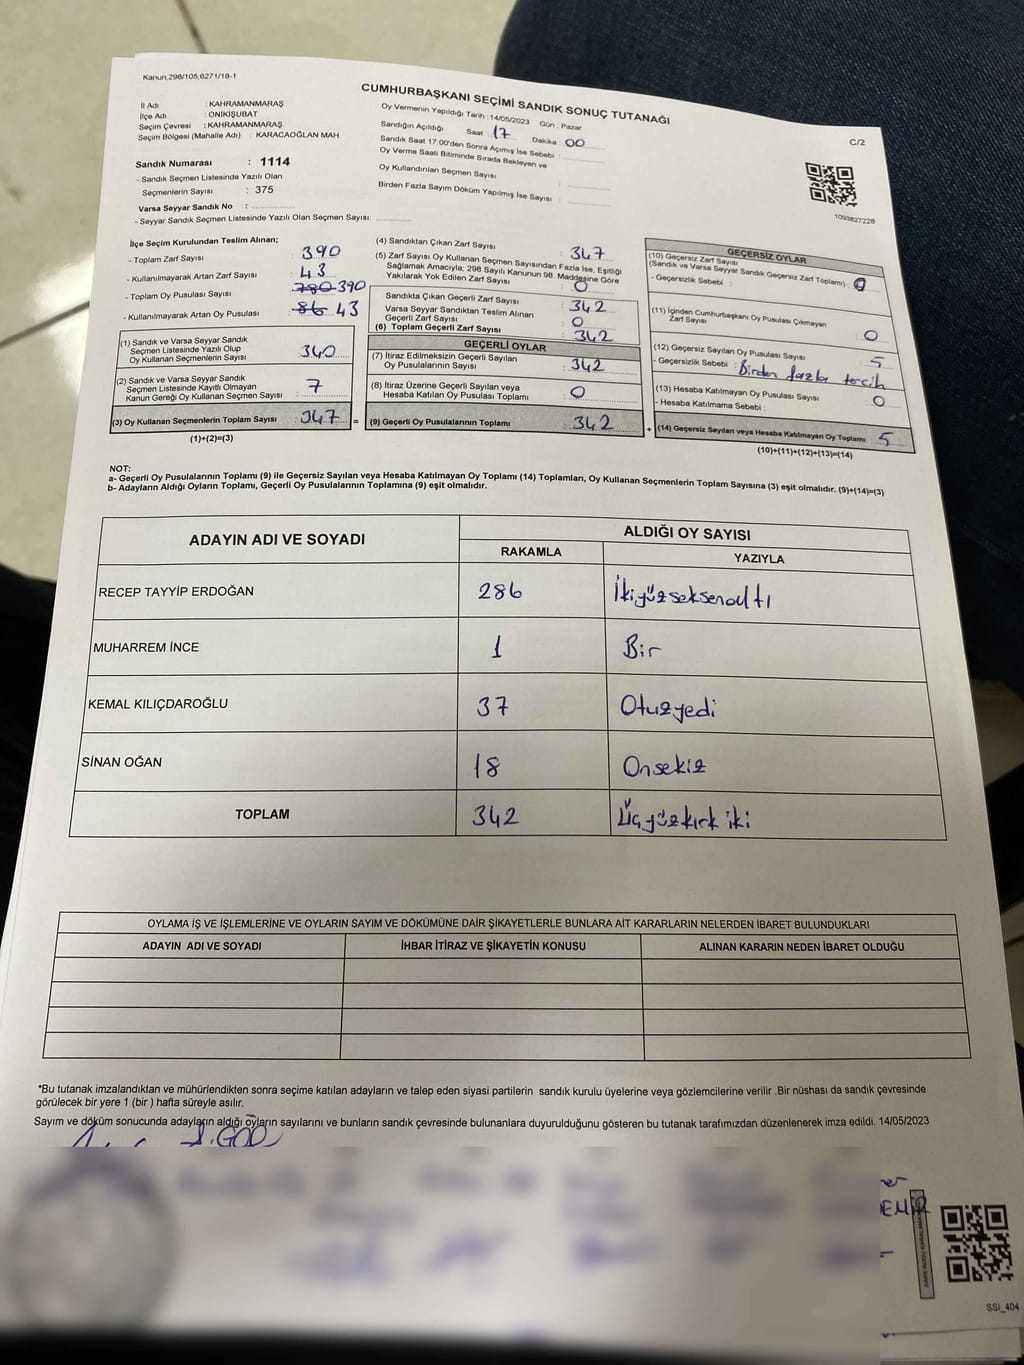 Kanun:298/105,6271/18-1
CUMHURBAŞKANI SEÇİMİ SANDIK SONUÇ TUTANAĞI
C/2
İl Adı : KAHRAMANMARAŞ
İlçe Adı : ONİKİŞUBAT
Seçim Çevresi : KAHRAMANMARAŞ
Seçim Bölgesi (Mahalle Adı) : KARACAOĞLAN MAH.
Sandık Numarası : 1114
- Sandık Seçmen Listesinde Yazılı Olan
Seçmenlerin Sayısı : 375
Varsa Seyyar Sandık No :
- Seyyar Sandık Seçmen Listesinde Yazılı Olan Seçmen Sayısı:
Oy Vermenin Yapıldığı Tarih : 14/05/2023 Gün : Pazar
Sandığın Açıldığı Saat : 17 Dakika : 00
Sandık Saat 17.00'den Sonra Açımış İse Sebebi :
Oy Verme Saati Bitiminde Sırada Bekleyen ve
Oy Kullandırılan Seçmen Sayısı :
Birden Fazla Sayım Döküm Yapılmış İse Sayısı :
1093827228
İlçe Seçim Kurulundan Teslim Alınan;
- Toplam Zarf Sayısı : 390
- Kullanılmayarak Artan Zarf Sayısı : 43
- Toplam Oy Pusulası Sayısı : 780 390
- Kullanılmayarak Artan Oy Pusulası : 86 43
(1) Sandık ve Varsa Seyyar Sandık
Seçmen Listesinde Yazılı Olup
Oy Kullanan Seçmenlerin Sayısı : 340
(2) Sandık ve Varsa Seyyar Sandık
Seçmen Listesinde Kayıtlı Olmayan
Kanun Gereği Oy Kullanan Seçmen Sayısı : 7
(3) Oy Kullanan Seçmenlerin Toplam Sayısı : 347
(1)+(2)=(3)
(4) Sandıktan Çıkan Zarf Sayısı : 347
(5) Zarf Sayısı Oy Kullanan Seçmen Sayısından Fazla İse, Eşitliği
Sağlamak Amacıyla; 298 Sayılı Kanunun 98. Maddesine Göre
Yakılarak Yok Edilen Zarf Sayısı : 0
Sandıkta Çıkan Geçerli Zarf Sayısı : 342
Varsa Seyyar Sandıktan Teslim Alınan
Geçerli Zarf Sayısı : 0
(6) Toplam Geçerli Zarf Sayısı : 342
GEÇERLİ OYLAR
(7) İtiraz Edilmeksizin Geçerli Sayılan
Oy Pusulası Sayısı : 342
(8) İtiraz Üzerine Geçerli Sayılan veya
Hesaba Katılan Oy Pusulası Toplamı : 0
= (9) Geçerli Oy Pusulalarının Toplamı : 342
GEÇERSİZ OYLAR
(10) Geçersiz Zarf Sayısı
(Sandık ve Varsa Seyyar Sandık Geçersiz Zarf Toplamı) : 0
- Geçersizlik Sebebi :
(11) İçinden Cumhurbaşkanı Oy Pusulası Çıkmayan
Zarf Sayısı : 0
(12) Geçersiz Sayılan Oy Pusulası Sayısı : 5
- Geçersizlik Sebebi : Birden fazla tercih
(13) Hesaba Katılmayan Oy Pusulası Sayısı : 0
- Hesaba Katılmama Sebebi :
+ (14) Geçersiz Sayılan veya Hesaba Katılmayan Oy Toplamı : 5
(10)+(11)+(12)+(13)=(14)
NOT:
a- Geçerli Oy Pusulalarının Toplamı (9) ile Geçersiz Sayılan veya Hesaba Katılmayan Oy Toplamı (14) Toplamları, Oy Kullanan Seçmenlerin Toplam Sayısına (3) eşit olmalıdır. (9)+(14)=(3)
b- Adayların Aldığı Oyların Toplamı, Geçerli Oy Pusulalarının Toplamına (9) eşit olmalıdır.
ADAYIN ADI VE SOYADI
ALDIĞI OY SAYISI
RAKAMLA YAZIYLA
RECEP TAYYİP ERDOĞAN 286 İkiyüzseksenaltı
MUHARREM İNCE 1 Bir
KEMAL KILIÇDAROĞLU 37 Otuzyedi
SİNAN OĞAN 18 Onsekiz
TOPLAM 342 Üçyüzkırk iki
OYLAMA İŞ VE İŞLEMLERİNE VE OYLARIN SAYIM VE DÖKÜMÜNE DAİR ŞİKAYETLERLE BUNLARA AİT KARARLARIN NELERDEN İBARET BULUNDUKLARI
ADAYIN ADI VE SOYADI İHBAR İTİRAZ VE ŞİKAYETİN KONUSU ALINAN KARARIN NEDEN İBARET OLDUĞU
*Bu tutanak imzalandıktan ve mühürlendikten sonra seçime katılan adayların ve talep eden siyasi partilerin sandık kurulu üyelerine veya gözlemcilerine verilir .Bir nüshası da sandık çevresinde
görülecek bir yere 1 (bir ) hafta süreyle asılır.
Sayım ve döküm sonucunda adayların aldığı oyların sayılarını ve bunların sandık çevresinde bulunanlara duyurulduğunu gösteren bu tutanak tarafımızdan düzenlenerek imza edildi. 14/05/2023
SSI_404